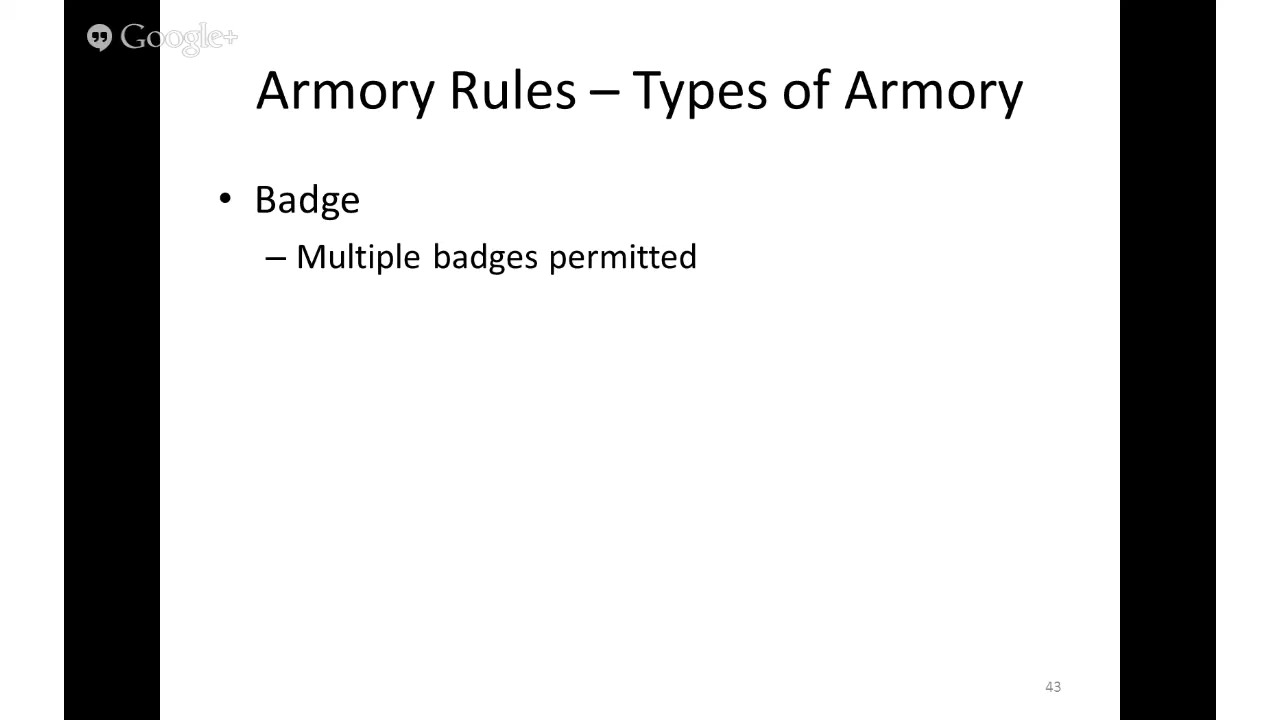 Google+
Armory Rules – Types of Armory
• Badge
– Multiple badges permitted
43